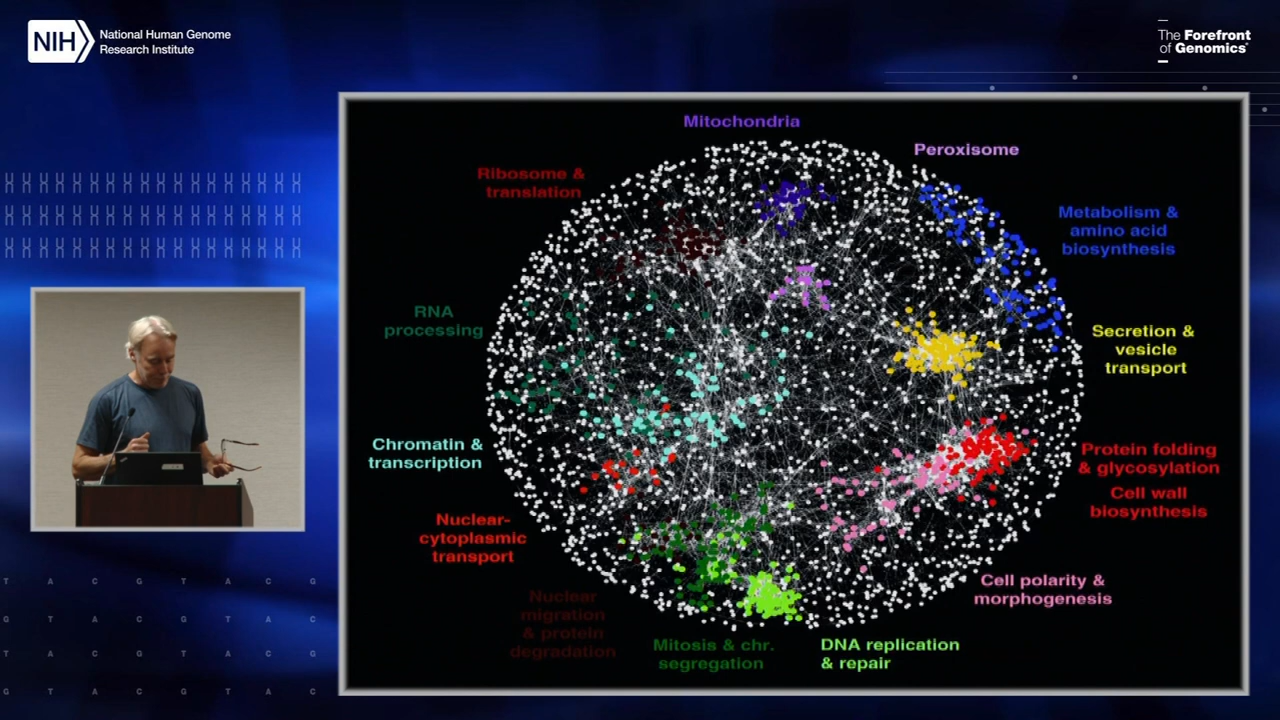 NIH
National Human Genome
Research Institute
The Forefront
of Genomics®
Mitochondria
Peroxisome
Ribosome &
translation
Metabolism &
amino acid
biosynthesis
RNA
processing
Secretion &
vesicle
transport
Chromatin &
transcription
Protein folding
& glycosylation
Cell wall
biosynthesis
Nuclear-
cytoplasmic
transport
Cell polarity &
morphogenesis
Nuclear
migration
& protein
degradation
Mitosis & chr.
segregation
DNA replication
& repair
T A C G T A C G
G T A C G T A C
T A C G T A C G
G T A C G T A C